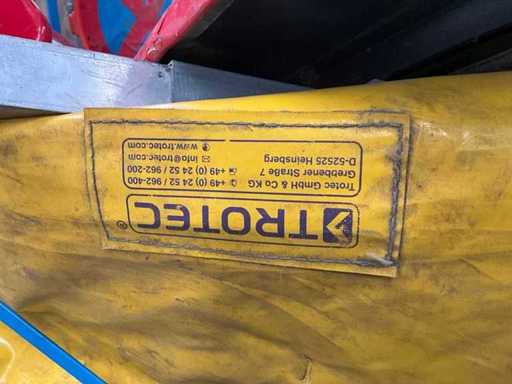 TROTEC®
Trotec GmbH & Co KG
Grebbener Straße 7
D-52525 Heinsberg
+49 (0) 24 52 / 962-400
+49 (0) 24 52 / 962-200
info@trotec.com
www.trotec.com